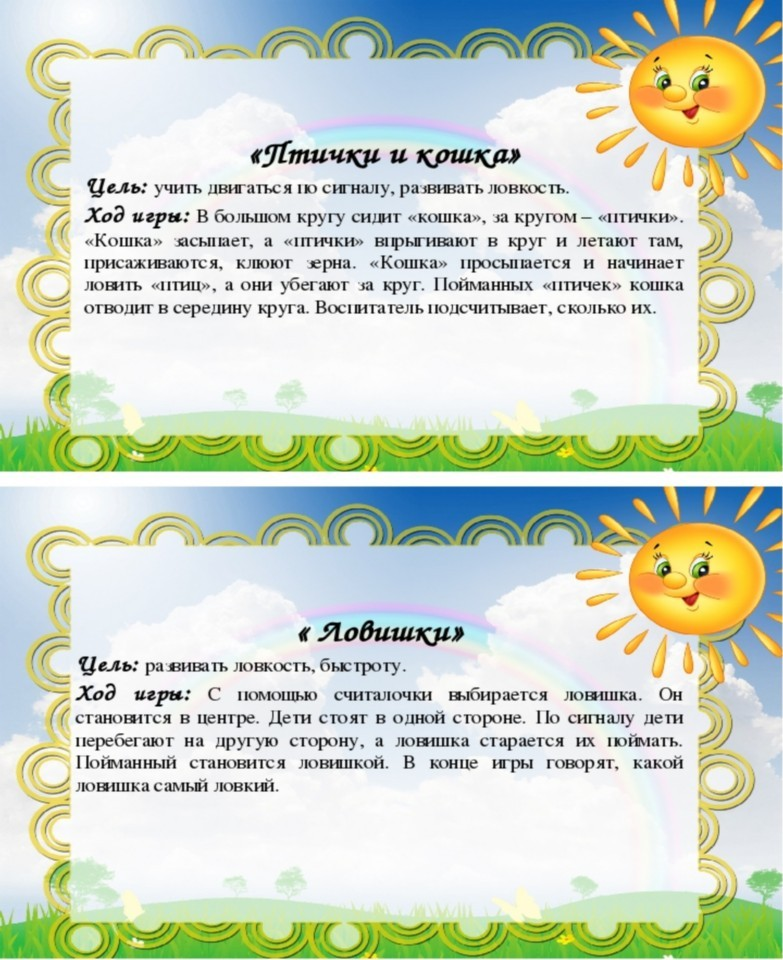 «Птички и кошка»
Цель: учить двигаться по сигналу, развивать ловкость.
Ход игры: В большом кругу сидит «кошка», за кругом – «птички».
«Кошка» засыпает, а «птички» впрыгивают в круг и летают там,
присаживаются, клюют зерна. «Кошка» просыпается и начинает
ловить «птиц», а они убегают за круг. Пойманных «птичек» кошка
отводит в середину круга. Воспитатель подсчитывает, сколько их.
« Ловишки»
Цель: развивать ловкость, быстроту.
Ход игры: С помощью считалочки выбирается ловишка. Он
становится в центре. Дети стоят в одной стороне. По сигналу дети
перебегают на другую сторону, а ловишка старается их поймать.
Пойманный становится ловишкой. В конце игры говорят, какой
ловишка самый ловкий.